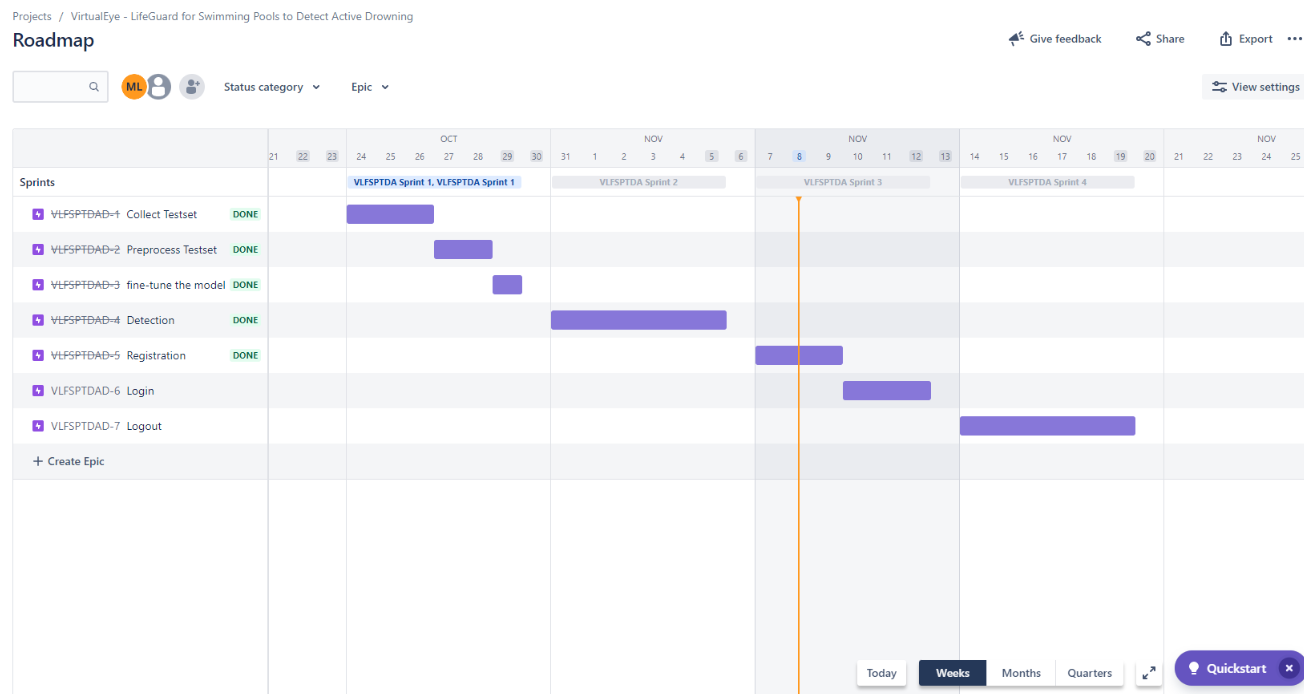 Projects / VirtualEye - LifeGuard for Swimming Pools to Detect Active Drowning
Roadmap
Give feedback
Share
Export
ML
Status category
Epic
View settings
OCT NOV NOV NOV NOV
21 22 23 24 25 26 27 28 29 30 31 1 2 3 4 5 6 7 8 9 10 11 12 13 14 15 16 17 18 19 20 21 22 23 24 25
Sprints
VLFSPTDA Sprint 1, VLFSPTDA Sprint 1
VLFSPTDA Sprint 2
VLFSPTDA Sprint 3
VLFSPTDA Sprint 4
VLFSPTDAD-1 Collect Testset DONE
VLFSPTDAD-2 Preprocess Testset DONE
VLFSPTDAD-3 fine-tune the model DONE
VLFSPTDAD-4 Detection DONE
VLFSPTDAD-5 Registration DONE
VLFSPTDAD-6 Login
VLFSPTDAD-7 Logout
+ Create Epic
Today
Weeks
Months
Quarters
Quickstart